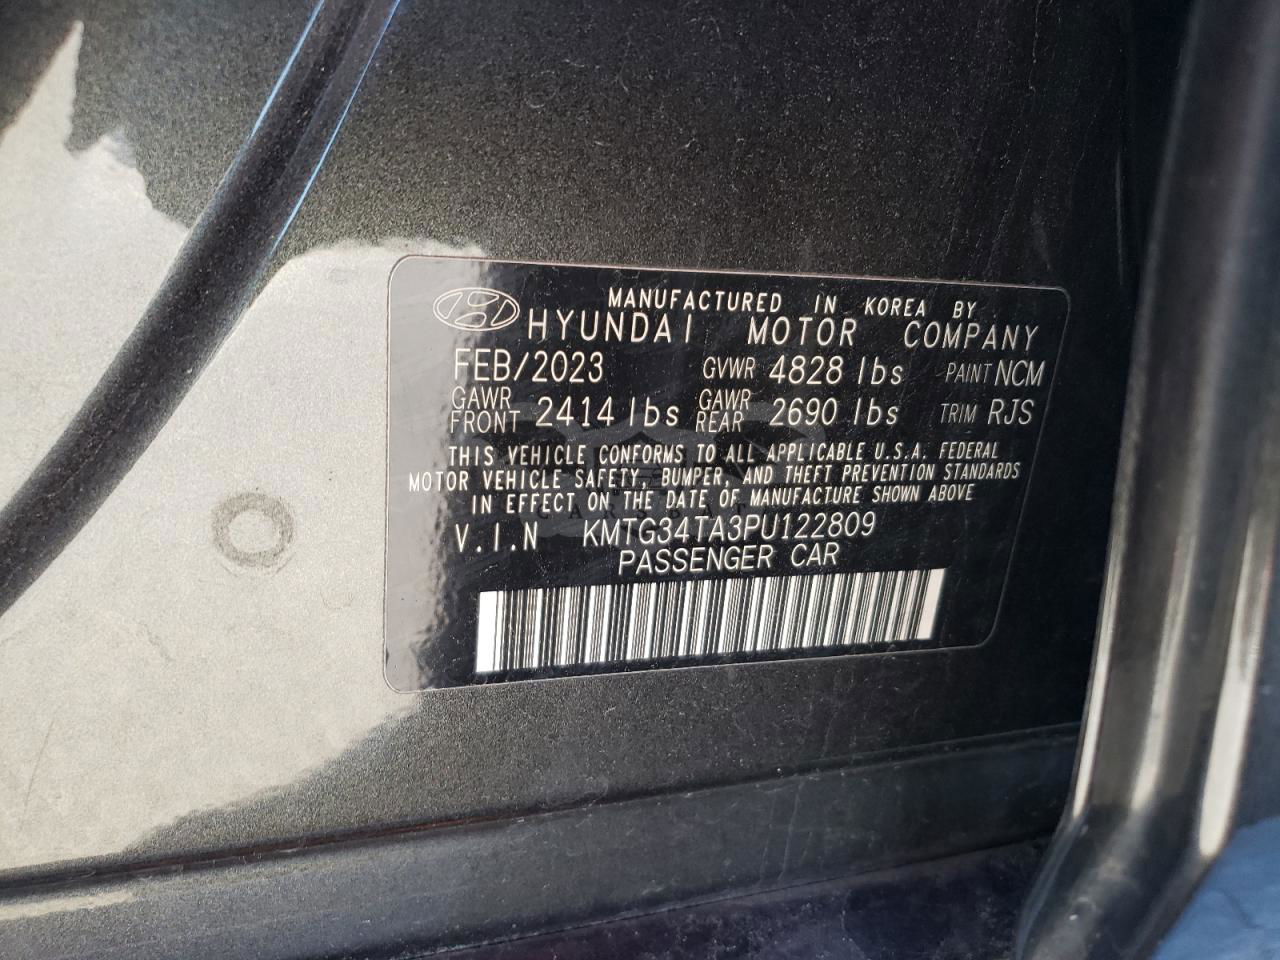 MANUFACTURED IN KOREA BY
HYUNDAI MOTOR COMPANY
FEB/2023 GVWR 4828 lbs PAINT NCM
GAWR FRONT 2414 lbs GAWR REAR 2690 lbs TRIM RJS
THIS VEHICLE CONFORMS TO ALL APPLICABLE U.S.A. FEDERAL
MOTOR VEHICLE SAFETY, BUMPER, AND THEFT PREVENTION STANDARDS
IN EFFECT ON THE DATE OF MANUFACTURE SHOWN ABOVE
V.I.N KMTG34TA3PU122809
PASSENGER CAR